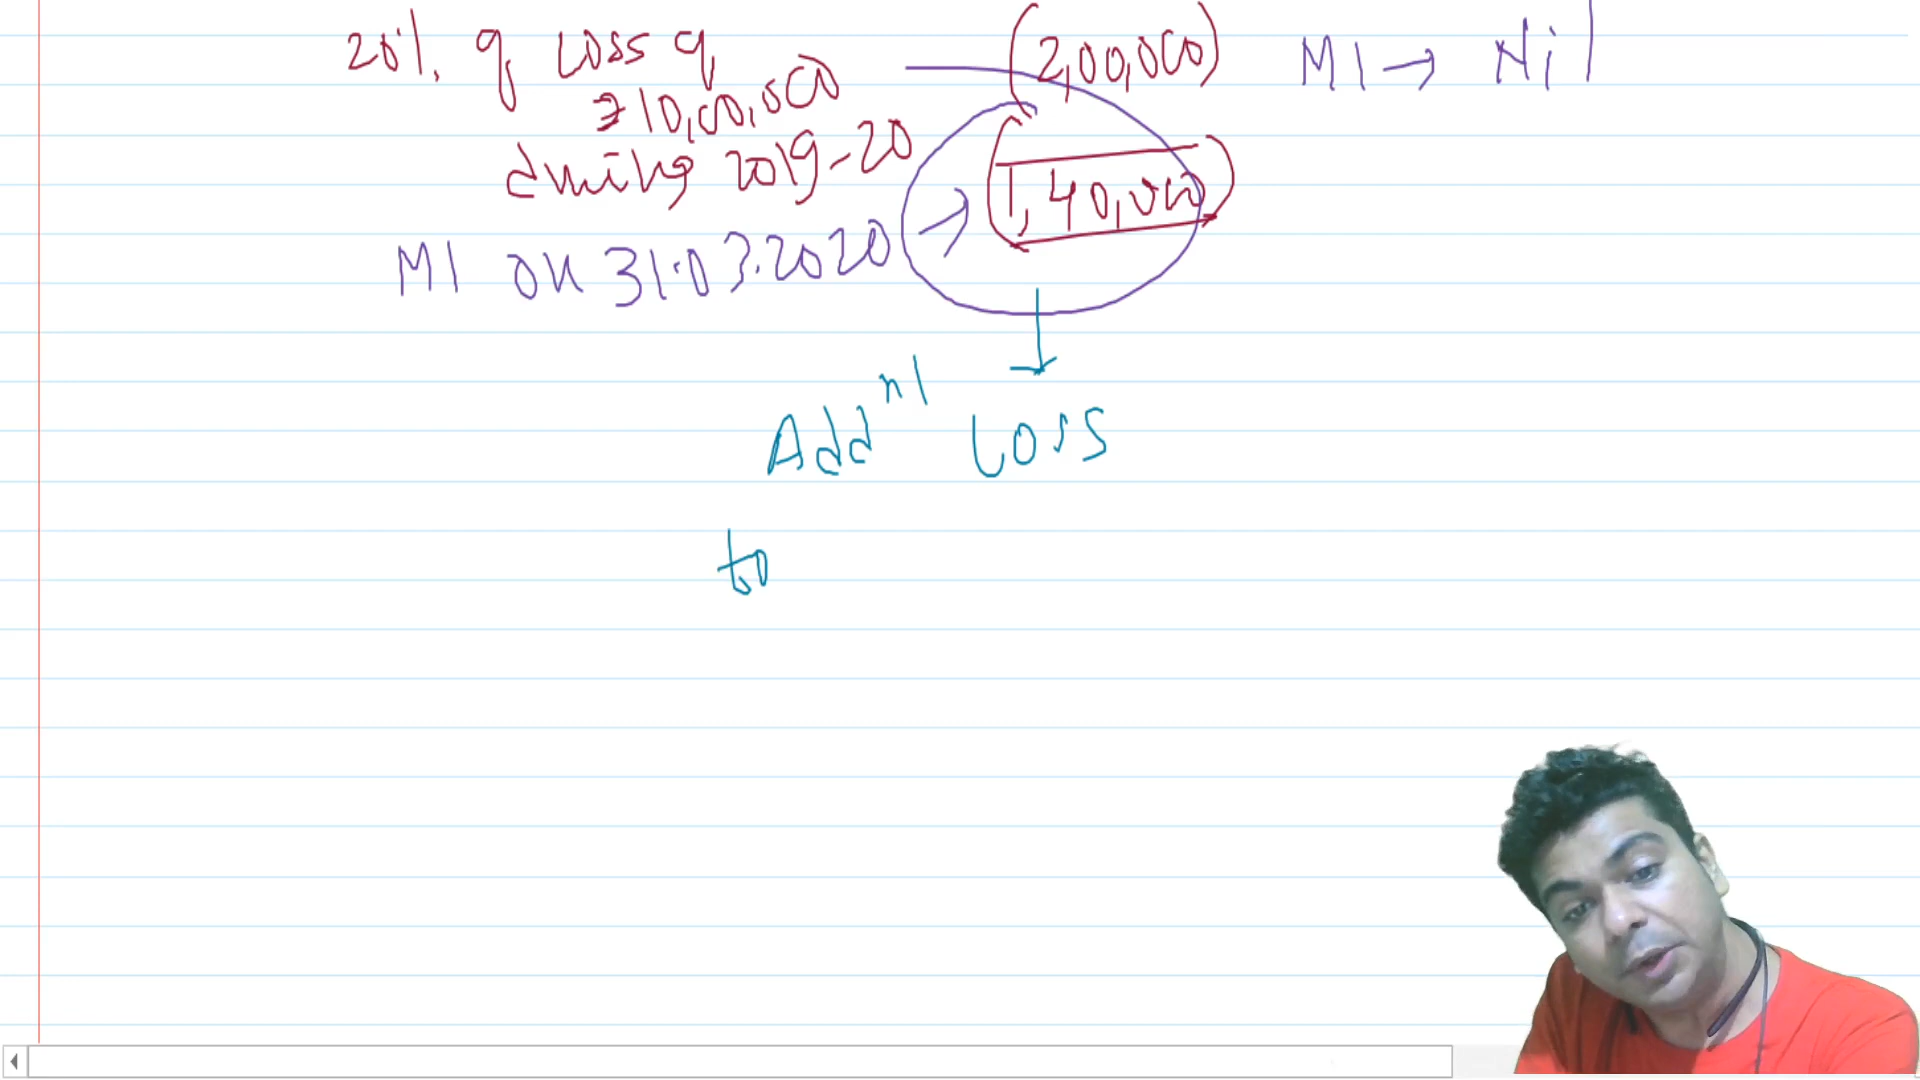 20%. of Loss of (2,00,000) MI → Nil
₹10,00,000
during 2019-20 (1,40,000)
MI on 31.03.2020 →
Addnl Loss
to